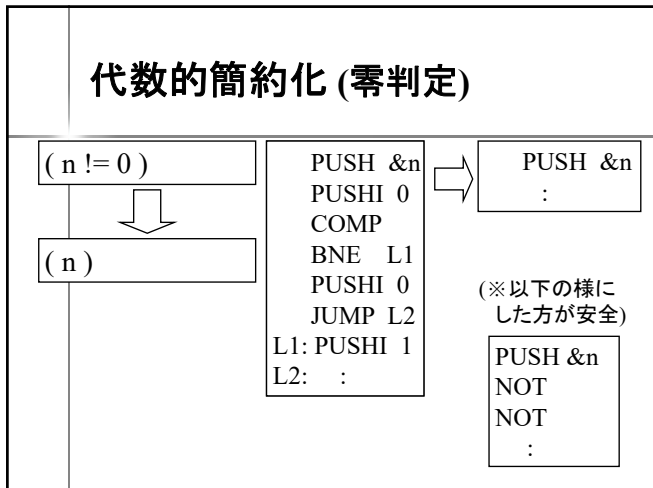 代数的簡約化 (零判定)
( n != 0 )
( n )
PUSH &n
PUSHI 0
COMP
BNE L1
PUSHI 0
JUMP L2
L1: PUSHI 1
L2: :
PUSH &n
:
(※以下の様に
した方が安全)
PUSH &n
NOT
NOT
: